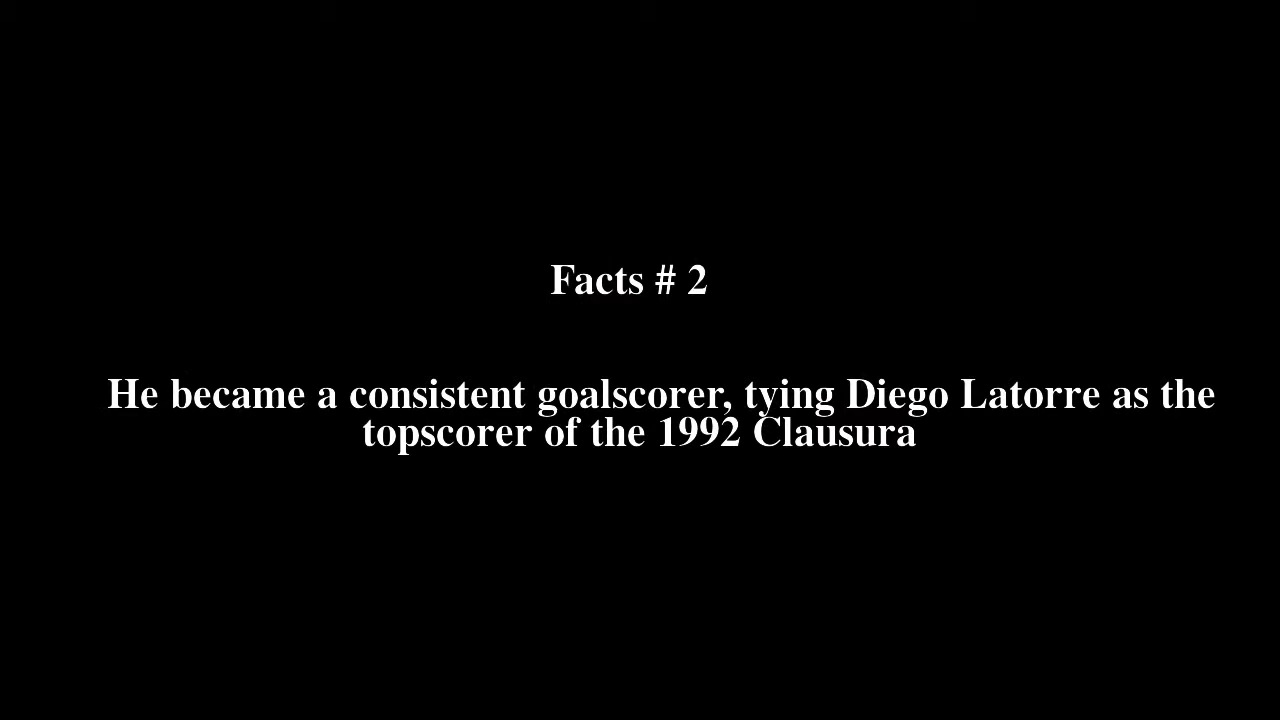 Facts # 2
He became a consistent goalscorer, tying Diego Latorre as the
topscorer of the 1992 Clausura